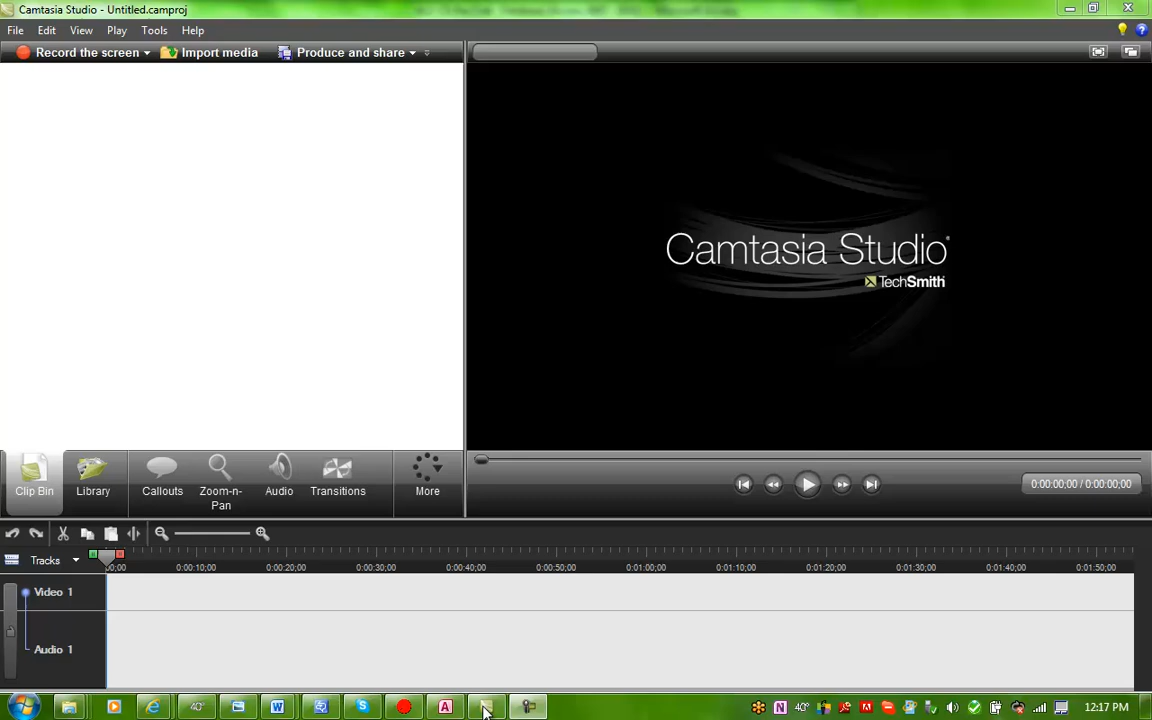 Camtasia Studio - Untitled.camproj
File Edit View Play Tools Help
Record the screen Import media Produce and share
Camtasia Studio
TechSmith
Clip Bin Library Callouts Zoom-n-Pan Audio Transitions More
0:00:00;00 / 0:00:00;00
Tracks 0:00:10;00 0:00:20;00 0:00:30;00 0:00:40;00 0:00:50;00 0:01:00;00 0:01:10;00 0:01:20;00 0:01:30;00 0:01:40;00 0:01:50;00
Video 1
Audio 1
40° 40° 12:17 PM